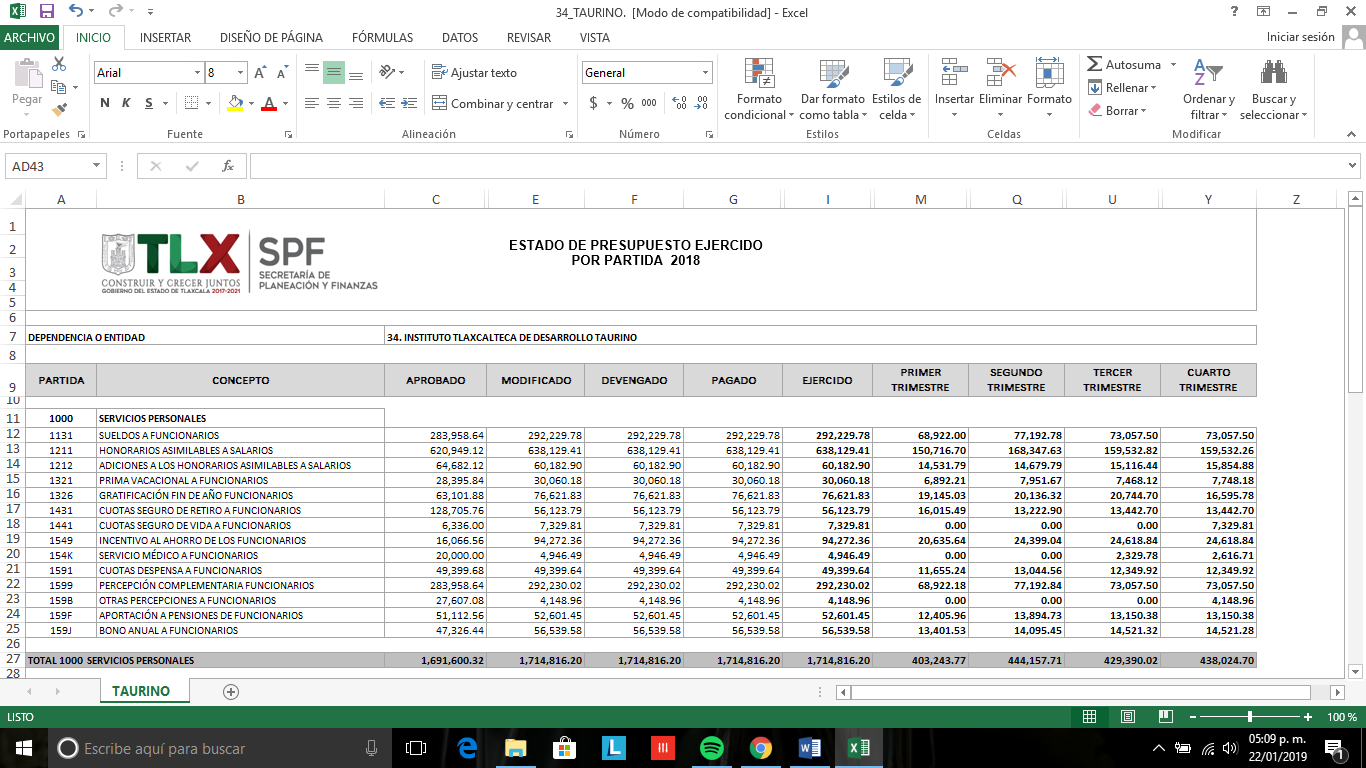 34_TAURINO. [Modo de compatibilidad] - Excel
ARCHIVO INICIO INSERTAR DISEÑO DE PÁGINA FÓRMULAS DATOS REVISAR VISTA Iniciar sesión
Pegar Arial 8 Ajustar texto General Formato condicional Dar formato como tabla Estilos de celda Insertar Eliminar Formato Autosuma Rellenar Borrar Ordenar y filtrar Buscar y seleccionar
N K S Combinar y centrar $ % 000
Portapapeles Fuente Alineación Número Estilos Celdas Modificar
AD43 fx
A B C E F G I M Q U Y Z
1
2 ESTADO DE PRESUPUESTO EJERCIDO
3 POR PARTIDA 2018
TLX SPF
SECRETARÍA DE
PLANEACIÓN Y FINANZAS
CONSTRUIR Y CRECER JUNTOS
GOBIERNO DEL ESTADO DE TLAXCALA 2017-2021
4
5
6
7 DEPENDENCIA O ENTIDAD 34. INSTITUTO TLAXCALTECA DE DESARROLLO TAURINO
8
9 PARTIDA CONCEPTO APROBADO MODIFICADO DEVENGADO PAGADO EJERCIDO PRIMER TRIMESTRE SEGUNDO TRIMESTRE TERCER TRIMESTRE CUARTO TRIMESTRE
10
11 1000 SERVICIOS PERSONALES
12 1131 SUELDOS A FUNCIONARIOS 283,958.64 292,229.78 292,229.78 292,229.78 292,229.78 68,922.00 77,192.78 73,057.50 73,057.50
13 1211 HONORARIOS ASIMILABLES A SALARIOS 620,949.12 638,129.41 638,129.41 638,129.41 638,129.41 150,716.70 168,347.63 159,532.82 159,532.26
14 1212 ADICIONES A LOS HONORARIOS ASIMILABLES A SALARIOS 64,682.12 60,182.90 60,182.90 60,182.90 60,182.90 14,531.79 14,679.79 15,116.44 15,854.88
15 1321 PRIMA VACACIONAL A FUNCIONARIOS 28,395.84 30,060.18 30,060.18 30,060.18 30,060.18 6,892.21 7,951.67 7,468.12 7,748.18
16 1326 GRATIFICACIÓN FIN DE AÑO FUNCIONARIOS 63,101.88 76,621.83 76,621.83 76,621.83 76,621.83 19,145.03 20,136.32 20,744.70 16,595.78
17 1431 CUOTAS SEGURO DE RETIRO A FUNCIONARIOS 128,705.76 56,123.79 56,123.79 56,123.79 56,123.79 16,015.49 13,222.90 13,442.70 13,442.70
18 1441 CUOTAS SEGURO DE VIDA A FUNCIONARIOS 6,336.00 7,329.81 7,329.81 7,329.81 7,329.81 0.00 0.00 0.00 7,329.81
19 1549 INCENTIVO AL AHORRO DE LOS FUNCIONARIOS 16,066.56 94,272.36 94,272.36 94,272.36 94,272.36 20,635.64 24,399.04 24,618.84 24,618.84
20 154K SERVICIO MÉDICO A FUNCIONARIOS 20,000.00 4,946.49 4,946.49 4,946.49 4,946.49 0.00 0.00 2,329.78 2,616.71
21 1591 CUOTAS DESPENSA A FUNCIONARIOS 49,399.68 49,399.64 49,399.64 49,399.64 49,399.64 11,655.24 13,044.56 12,349.92 12,349.92
22 1599 PERCEPCIÓN COMPLEMENTARIA FUNCIONARIOS 283,958.64 292,230.02 292,230.02 292,230.02 292,230.02 68,922.18 77,192.84 73,057.50 73,057.50
23 159B OTRAS PERCEPCIONES A FUNCIONARIOS 27,607.08 4,148.96 4,148.96 4,148.96 4,148.96 0.00 0.00 0.00 4,148.96
24 159F APORTACIÓN A PENSIONES DE FUNCIONARIOS 51,112.56 52,601.45 52,601.45 52,601.45 52,601.45 12,405.96 13,894.73 13,150.38 13,150.38
25 159J BONO ANUAL A FUNCIONARIOS 47,326.44 56,539.58 56,539.58 56,539.58 56,539.58 13,401.53 14,095.45 14,521.32 14,521.28
26
27 TOTAL 1000 SERVICIOS PERSONALES 1,691,600.32 1,714,816.20 1,714,816.20 1,714,816.20 1,714,816.20 403,243.77 444,157.71 429,390.02 438,024.70
28
TAURINO
LISTO 100 %
Escribe aquí para buscar 05:09 p. m.
22/01/2019